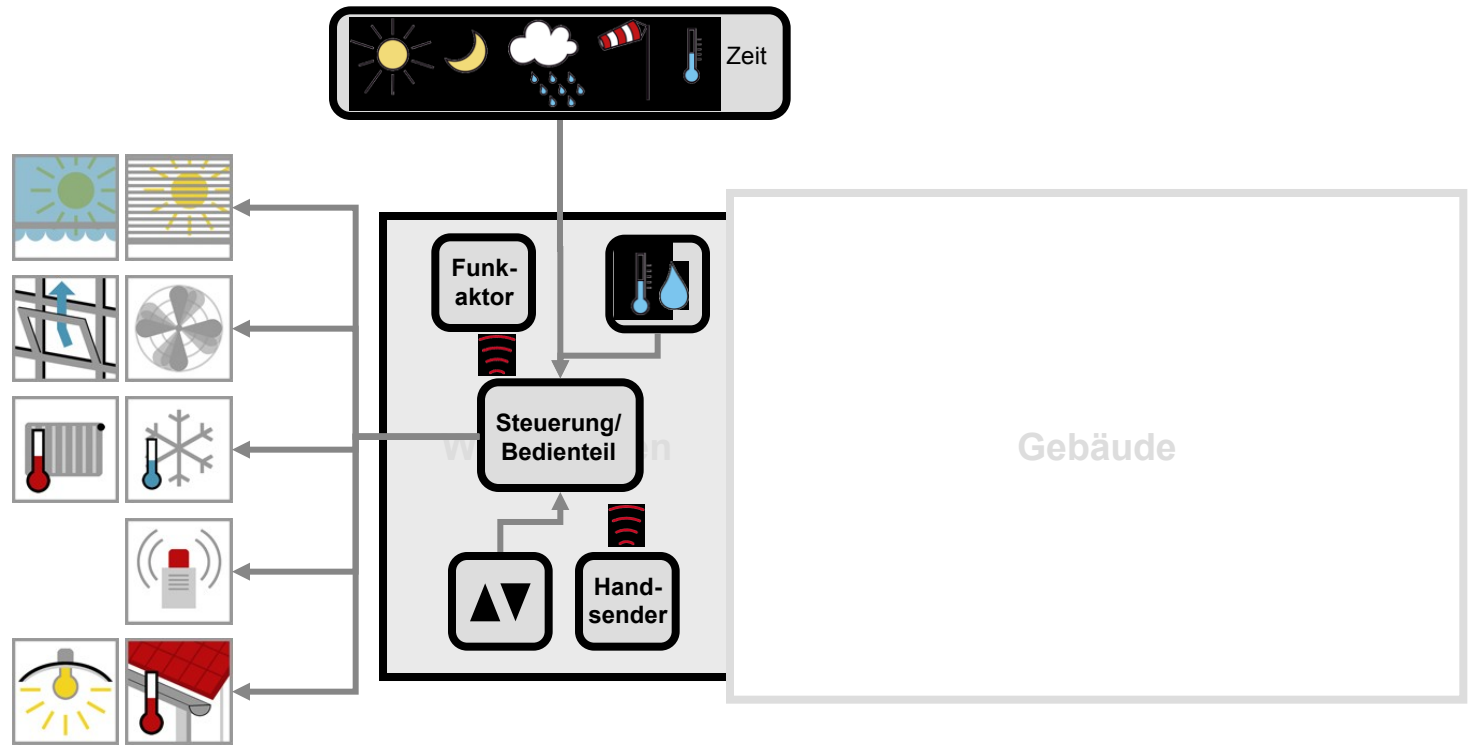 Zeit
Funk-
aktor
Steuerung/
Bedienteil
Gebäude
Hand-
sender